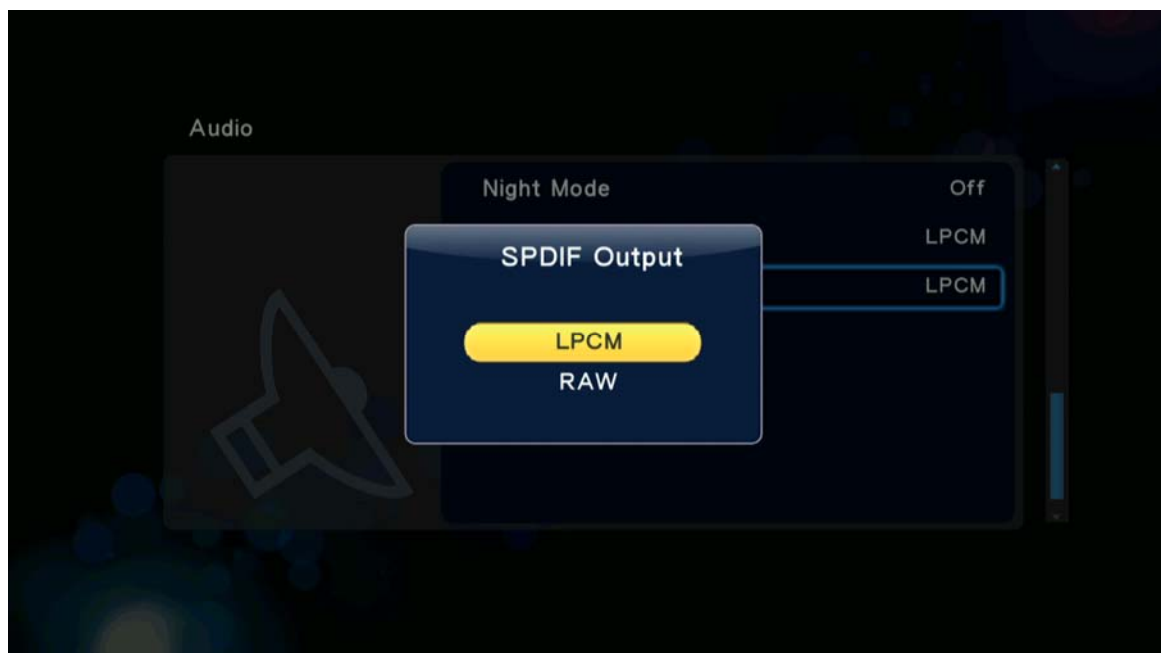 Audio
Night Mode Off
LPCM
LPCM
SPDIF Output
LPCM
RAW